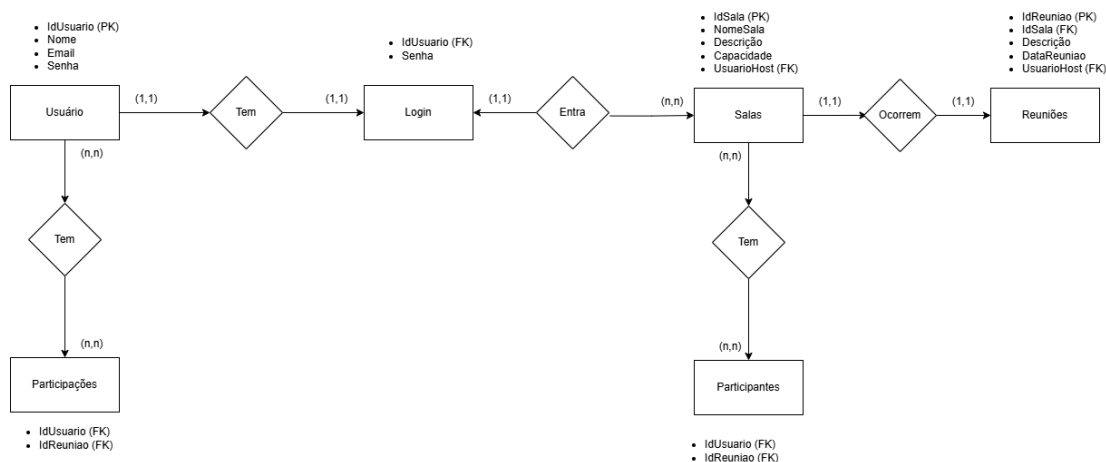 IdUsuario (PK)
Nome
Email
Senha
IdUsuario (FK)
Senha
IdSala (PK)
NomeSala
Descrição
Capacidade
UsuarioHost (FK)
IdReuniao (PK)
IdSala (FK)
Descrição
DataReuniao
UsuarioHost (FK)
Usuário
(1,1)
Tem
(1,1)
Login
(1,1)
Entra
(n,n)
Salas
(1,1)
Ocorrem
(1,1)
Reuniões
(n,n)
(n,n)
Tem
Tem
(n,n)
(n,n)
Participações
Participantes
IdUsuario (FK)
IdReuniao (FK)
IdUsuario (FK)
IdReuniao (FK)